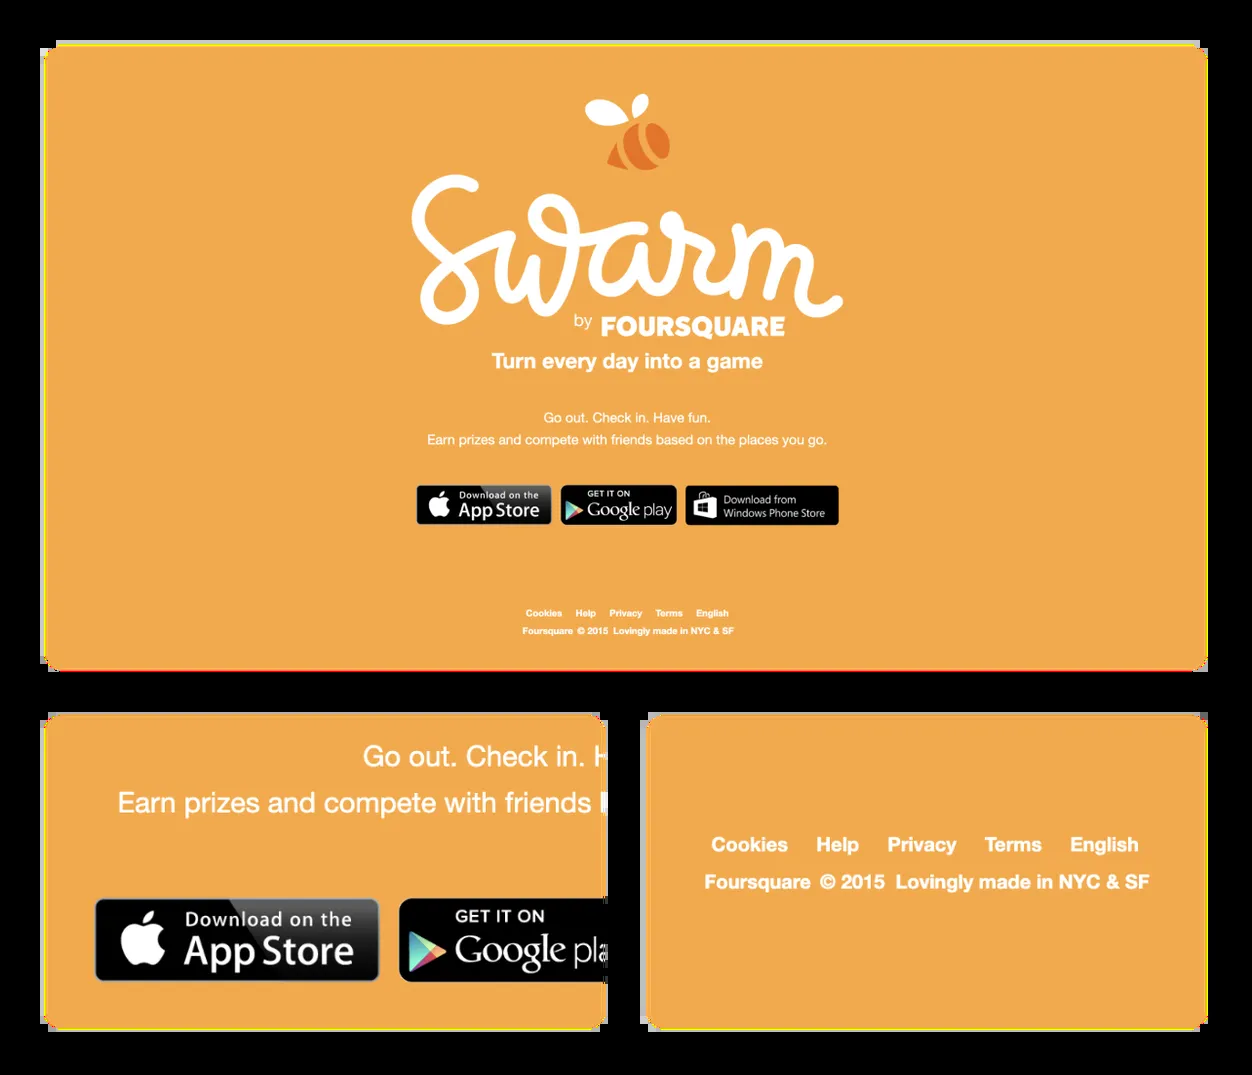 Swarm
by FOURSQUARE
Turn every day into a game
Go out. Check in. Have fun.
Earn prizes and compete with friends based on the places you go.
Download on the
App Store
GET IT ON
Google play
Download from
Windows Phone Store
Cookies Help Privacy Terms English
Foursquare © 2015 Lovingly made in NYC & SF
Go out. Check in.
Earn prizes and compete with friends
Download on the
App Store
GET IT ON
Google pla
Cookies Help Privacy Terms English
Foursquare © 2015 Lovingly made in NYC & SF